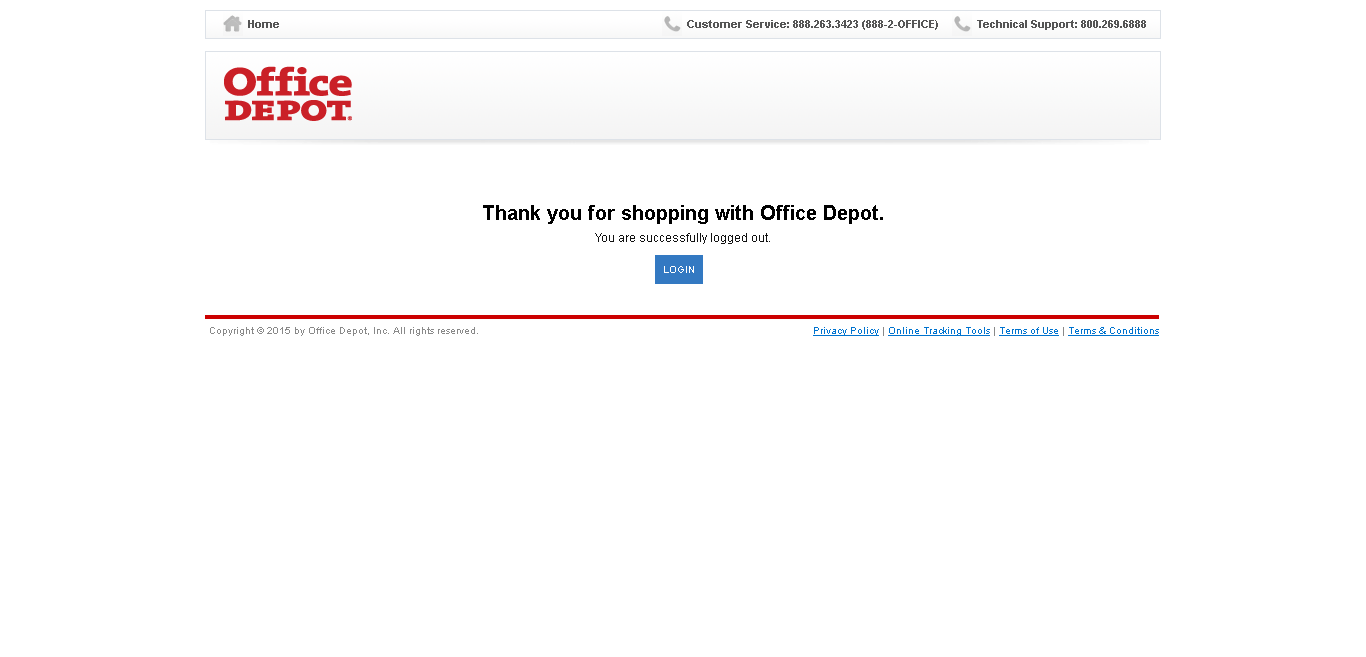 Home Customer Service: 888.263.3423 (888-2-OFFICE) Technical Support: 800.269.6888
Office
DEPOT.
Thank you for shopping with Office Depot.
You are successfully logged out.
LOGIN
Copyright © 2015 by Office Depot, Inc. All rights reserved. Privacy Policy | Online Tracking Tools | Terms of Use | Terms & Conditions